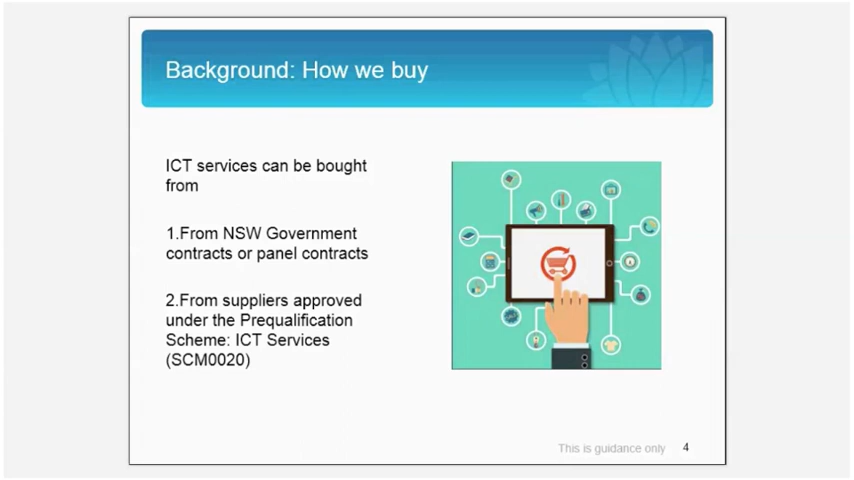 Background: How we buy
ICT services can be bought
from
1.From NSW Government
contracts or panel contracts
2.From suppliers approved
under the Prequalification
Scheme: ICT Services
(SCM0020)
This is guidance only 4